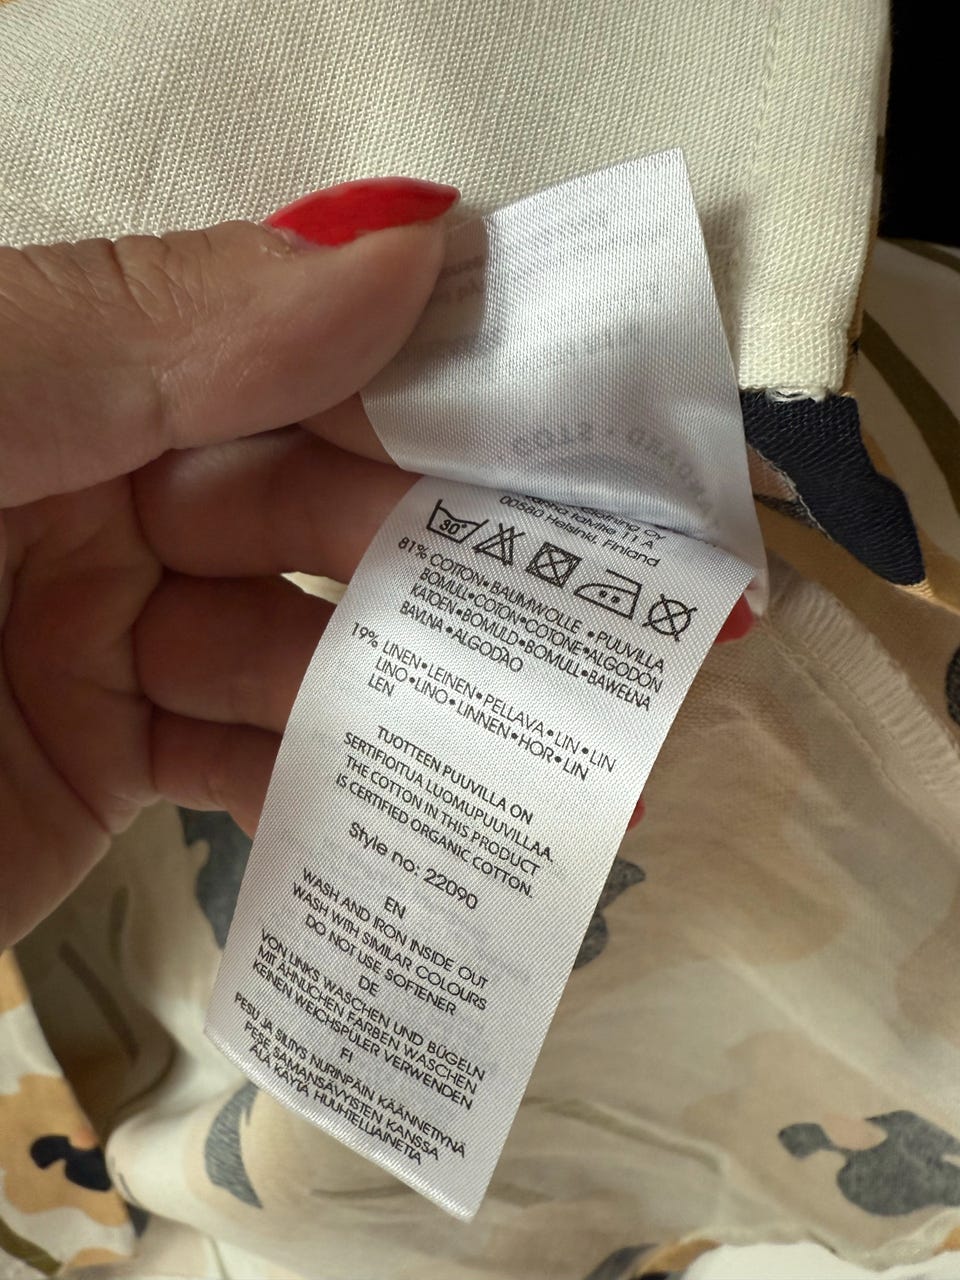 00580 Helsinki, Finland
30°
81% COTTON•BAUMWOLLE •PUUVILLA
BOMULL•COTON•COTONE•ALGODÓN
KATOEN•BOMULD•BOMULL•BAWEŁNA
BAVLNA•ALGODÃO
19% LINEN•LEINEN•PELLAVA•LIN•LIN
LINO•LINO•LINNEN•HØR•LIN
LEN
TUOTTEEN PUUVILLA ON
SERTIFIOITUA LUOMUPUUVILLAA.
THE COTTON IN THIS PRODUCT
IS CERTIFIED ORGANIC COTTON.
Style no: 22090
EN
WASH AND IRON INSIDE OUT
WASH WITH SIMILAR COLOURS
DO NOT USE SOFTENER
DE
VON LINKS WASCHEN UND BÜGELN
MIT ÄHNLICHEN FARBEN WASCHEN
KEINEN WEICHSPÜLER VERWENDEN
FI
PESU JA SILITYS NURINPÄIN KÄÄNNETTYNÄ
PESE SAMANSÄVYISTEN KANSSA
ÄLÄ KÄYTÄ HUUHTELUAINETTA